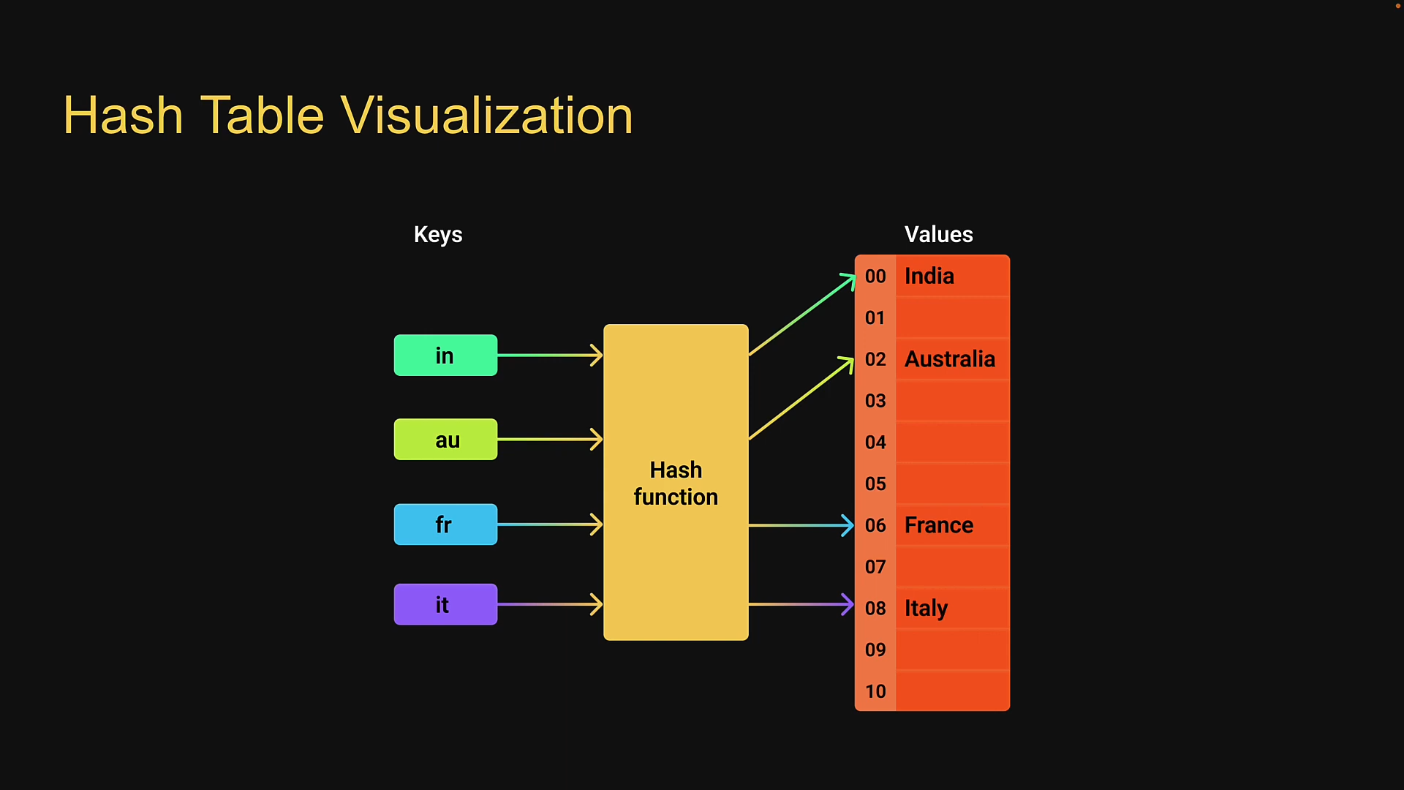 Hash Table Visualization
Keys
Values
in
au
fr
it
Hash
function
00 India
01
02 Australia
03
04
05
06 France
07
08 Italy
09
10